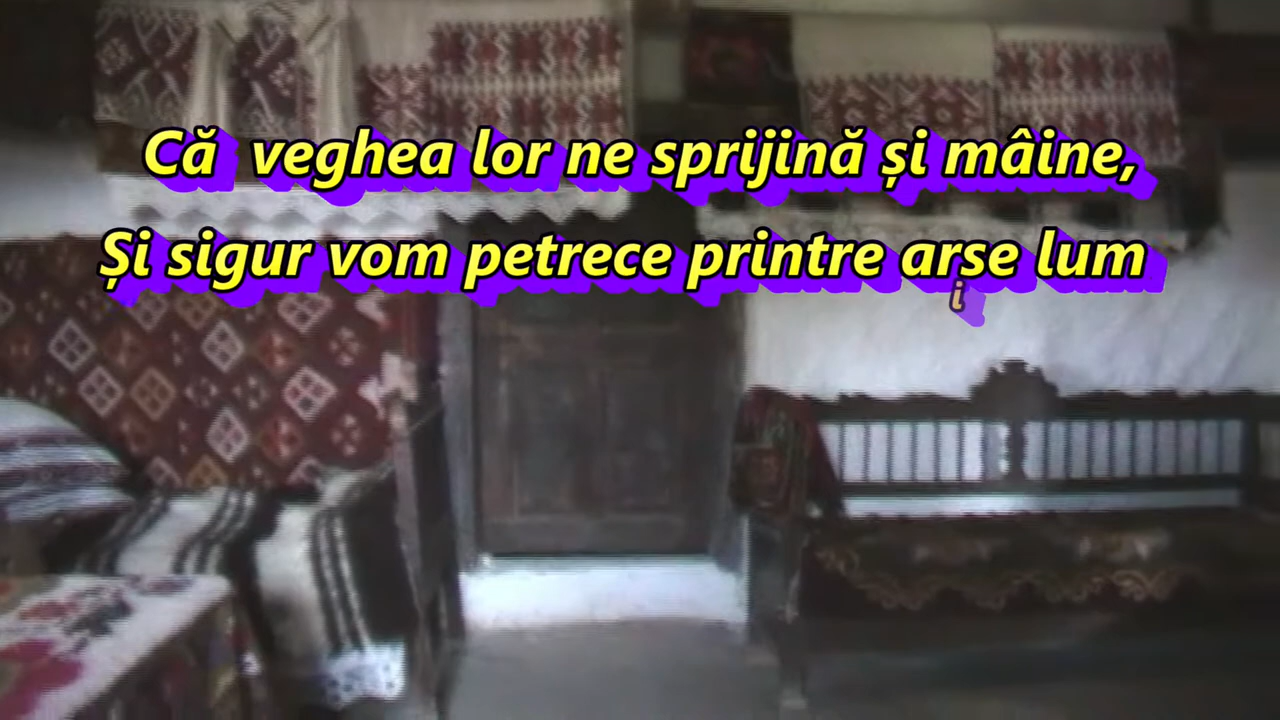 Că veghea lor ne sprijină și mâine,
Și sigur vom petrece printre arse lum
i